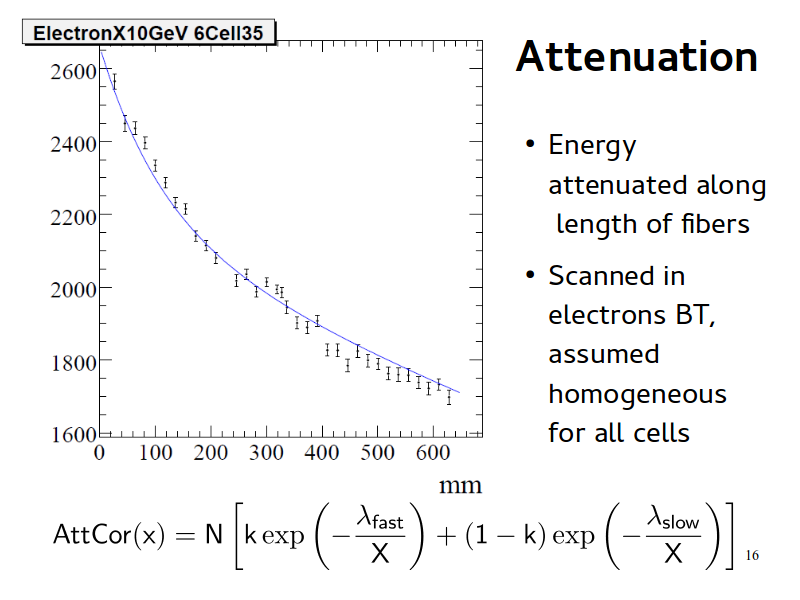 ElectronX10GeV 6Cell35
Attenuation
2600
2400
2200
2000
1800
1600
0 100 200 300 400 500 600
mm
• Energy
attenuated along
length of fibers
• Scanned in
electrons BT,
assumed
homogeneous
for all cells
AttCor(x) = N [ k exp ( − λfast / X ) + (1 − k) exp ( − λslow / X ) ]
16